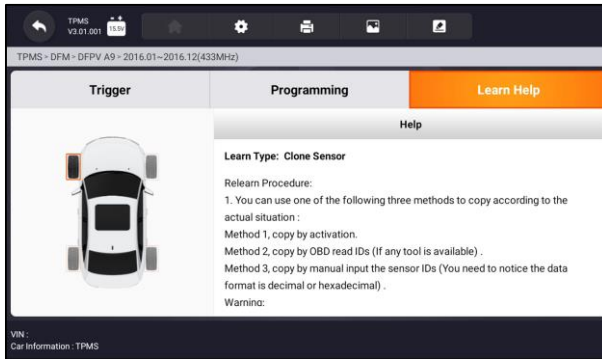 TPMS
V3.01.001
15.5V
TPMS > DFM > DFPV A9 > 2016.01~2016.12(433MHz)
Trigger
Programming
Learn Help
Help
Learn Type: Clone Sensor
Relearn Procedure:
1. You can use one of the following three methods to copy according to the
actual situation :
Method 1, copy by activation.
Method 2, copy by OBD read IDs (If any tool is available) .
Method 3, copy by manual input the sensor IDs (You need to notice the data
format is decimal or hexadecimal) .
Warning:
VIN :
Car Information : TPMS